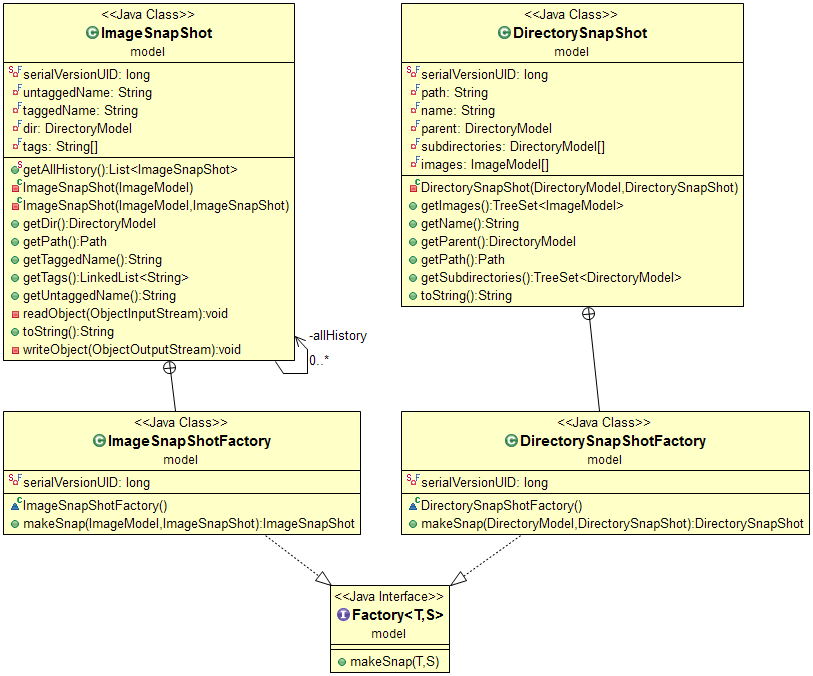 <<Java Class>>
ImageSnapShot
model
serialVersionUID: long
untaggedName: String
taggedName: String
dir: DirectoryModel
tags: String[]
getAllHistory():List<ImageSnapShot>
ImageSnapShot(ImageModel)
ImageSnapShot(ImageModel,ImageSnapShot)
getDir():DirectoryModel
getPath():Path
getTaggedName():String
getTags():LinkedList<String>
getUntaggedName():String
readObject(ObjectInputStream):void
toString():String
writeObject(ObjectOutputStream):void
-allHistory
0..*
<<Java Class>>
DirectorySnapShot
model
serialVersionUID: long
path: String
name: String
parent: DirectoryModel
subdirectories: DirectoryModel[]
images: ImageModel[]
DirectorySnapShot(DirectoryModel,DirectorySnapShot)
getImages():TreeSet<ImageModel>
getName():String
getParent():DirectoryModel
getPath():Path
getSubdirectories():TreeSet<DirectoryModel>
toString():String
<<Java Class>>
ImageSnapShotFactory
model
serialVersionUID: long
ImageSnapShotFactory()
makeSnap(ImageModel,ImageSnapShot):ImageSnapShot
<<Java Class>>
DirectorySnapShotFactory
model
serialVersionUID: long
DirectorySnapShotFactory()
makeSnap(DirectoryModel,DirectorySnapShot):DirectorySnapShot
<<Java Interface>>
Factory<T,S>
model
makeSnap(T,S)